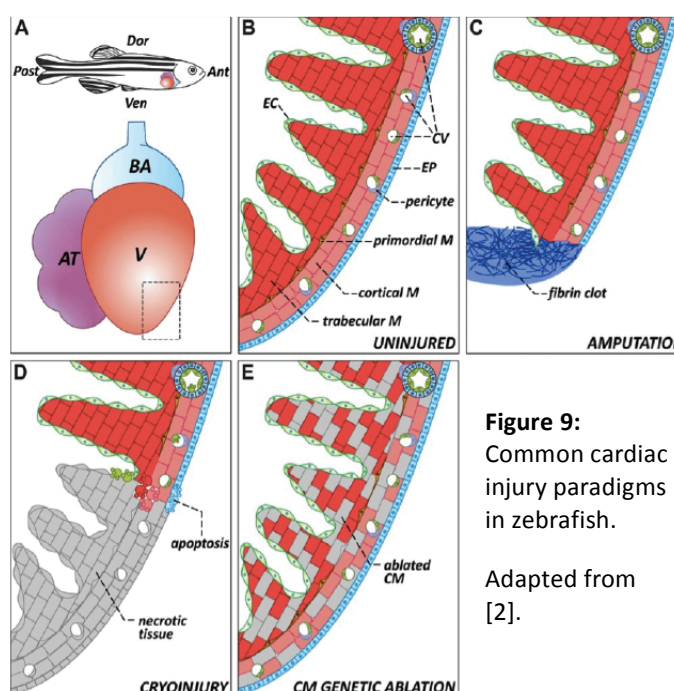 A
Dor
Post
Ant
Ven
BA
AT
V
B
EC
CV
EP
pericyte
primordial M
cortical M
trabecular M
UNINJURED
C
fibrin clot
AMPUTATION
D
apoptosis
necrotic
tissue
CRYOINJURY
E
ablated
CM
CM GENETIC ABLATION
Figure 9:
Common cardiac
injury paradigms
in zebrafish.
Adapted from
[2].